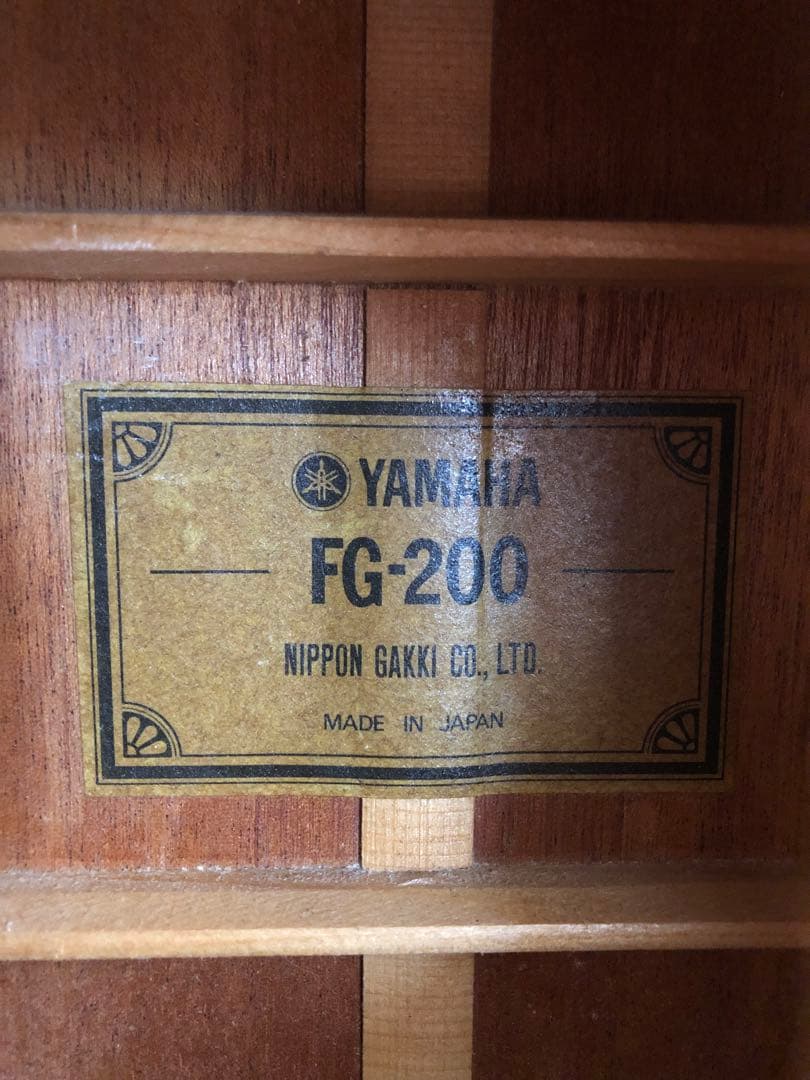 YAMAHA
FG-200
NIPPON GAKKI CO., LTD.
MADE IN JAPAN